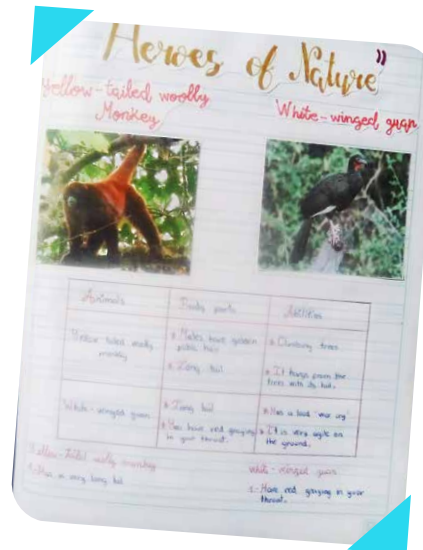 Heroes of Nature"
Yellow-tailed woolly
Monkey
White-winged guan
Animals
Body parts
Yellow tailed woolly
monkey
* Males have golden
pubic hair
* Long tail
* Climbing trees
* It hangs from the
trees with its tail.
White-winged guan
* Long tail
* Has have red
in your throat.
* Has a loud
* It is very agile on
the ground.
Yellow-tailed woolly monkey
Has a very long tail
White-winged guan
- Have red in your
throat.